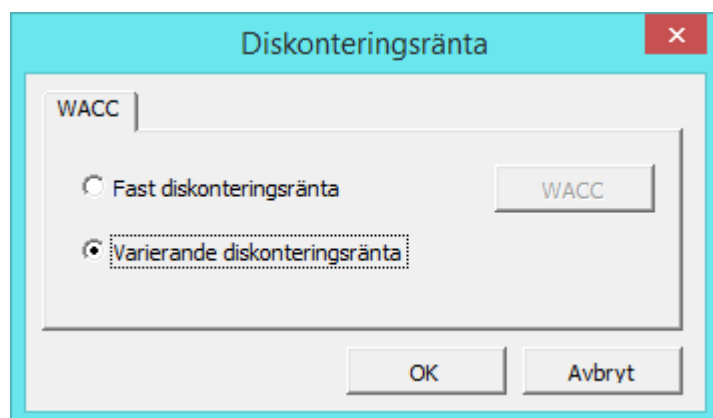 Diskonteringsränta
WACC
Fast diskonteringsränta
WACC
Varierande diskonteringsränta
OK
Avbryt